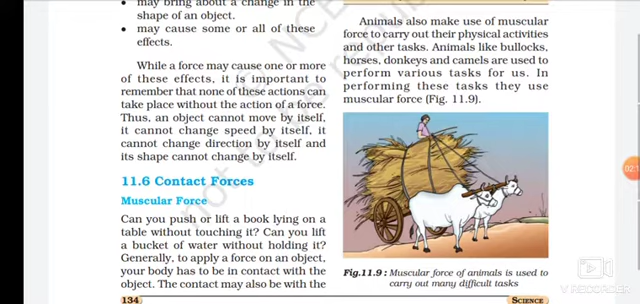 • may bring about a change in the
shape of an object.
• may cause some or all of these
effects.
While a force may cause one or more
of these effects, it is important to
remember that none of these actions can
take place without the action of a force.
Thus, an object cannot move by itself,
it cannot change speed by itself, it
cannot change direction by itself and
its shape cannot change by itself.
11.6 Contact Forces
Muscular Force
Can you push or lift a book lying on a
table without touching it? Can you lift
a bucket of water without holding it?
Generally, to apply a force on an object,
your body has to be in contact with the
object. The contact may also be with the
134
Animals also make use of muscular
force to carry out their physical activities
and other tasks. Animals like bullocks,
horses, donkeys and camels are used to
perform various tasks for us. In
performing these tasks they use
muscular force (Fig. 11.9).
Fig.11.9 : Muscular force of animals is used to
carry out many difficult tasks
SCIENCE